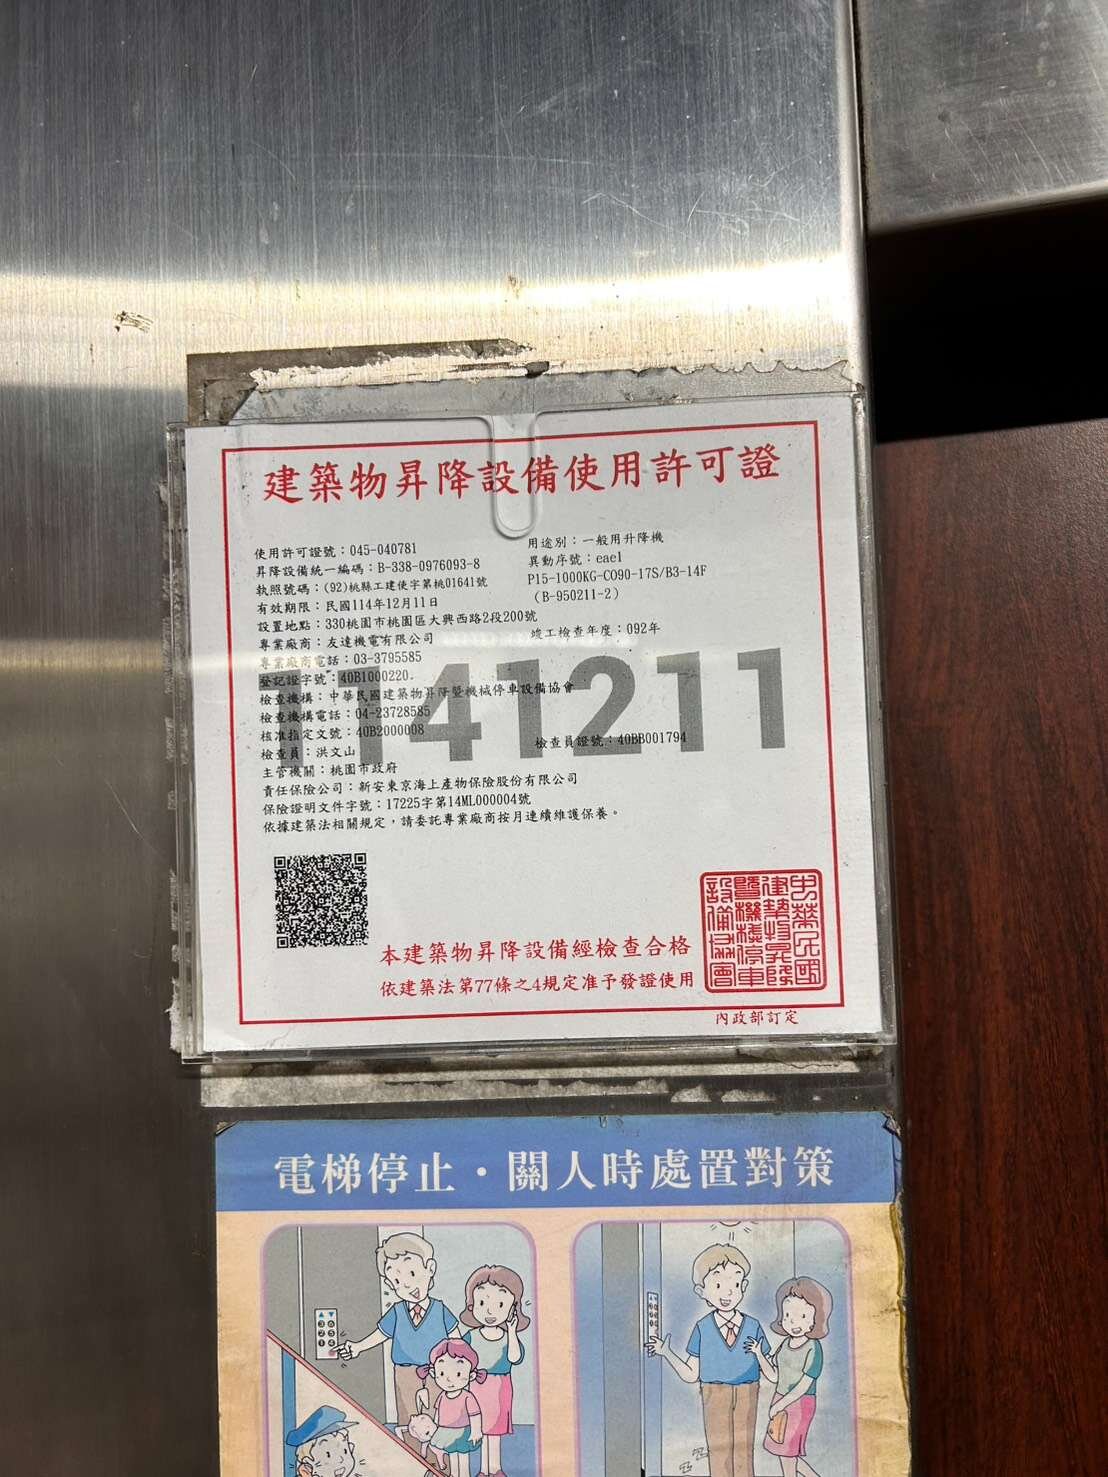 建築物昇降設備使用許可證
使用許可證號：045-040781
用途別：一般用升降機
昇降設備統一編碼：B-338-0976093-8
異動序號：eae1
執照號碼：(92)桃縣工建使字第桃01641號
P15-1000KG-CO90-17S/B3-14F
有效期限：民國114年12月11日
(B-950211-2)
設置地點：330桃園市桃園區大興西路2段200號
專業廠商：友達機電有限公司
竣工檢查年度：092年
專業廠商電話：03-3795585
登記證字號：40B1000220.
1141211
檢查機構：中華民國建築物昇降暨機械停車設備協會
檢查機構電話：04-23728585
核准指定文號：40B2000008
檢查員：洪文山
檢查員證號：40BB001794
主管機關：桃園市政府
責任保險公司：新安東京海上產物保險股份有限公司
保險證明文件字號：17225字第14ML000004號
依據建築法相關規定，請委託專業廠商按月連續維護保養。
本建築物昇降設備經檢查合格
依建築法第77條之4規定准予發證使用
中華民國
建築物昇降
暨機械停車
設備協會
內政部訂定
電梯停止・關人時處置對策